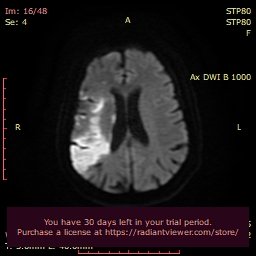 Im: 16/48
Se: 4
A
STP80
STP80
F
Ax DWI B 1000
R
L
You have 30 days left in your trial period.
Purchase a license at https://radiantviewer.com/store/